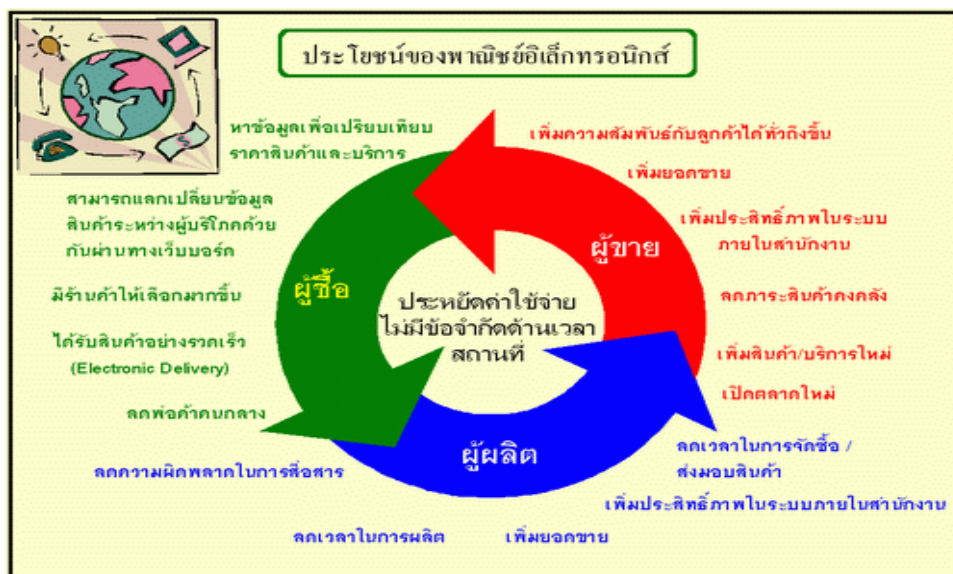 ประโยชน์ของพาณิชย์อิเล็กทรอนิกส์
หาข้อมูลเพื่อเปรียบเทียบ
ราคาสินค้าและบริการ
สามารถแลกเปลี่ยนข้อมูล
สินค้าระหว่างผู้บริโภคด้วย
กันผ่านทางเว็บบอร์ด
มีร้านค้าให้เลือกมากขึ้น
ได้รับสินค้าอย่างรวดเร็ว
(Electronic Delivery)
ลดพ่อค้าคนกลาง
ผู้ซื้อ
เพิ่มความสัมพันธ์กับลูกค้าได้ทั่วถึงขึ้น
เพิ่มยอดขาย
เพิ่มประสิทธิ์ภาพในระบบ
ภายในสำนักงาน
ลดภาระสินค้าคงคลัง
เพิ่มสินค้า/บริการใหม่
เปิดตลาดใหม่
ผู้ขาย
ประหยัดค่าใช้จ่าย
ไม่มีข้อจำกัดด้านเวลา
สถานที่
ผู้ผลิต
ลดความผิดพลาดในการสื่อสาร
ลดเวลาในการจัดซื้อ /
ส่งมอบสินค้า
เพิ่มประสิทธิ์ภาพในระบบภายในสำนักงาน
ลดเวลาในการผลิต
เพิ่มยอดขาย